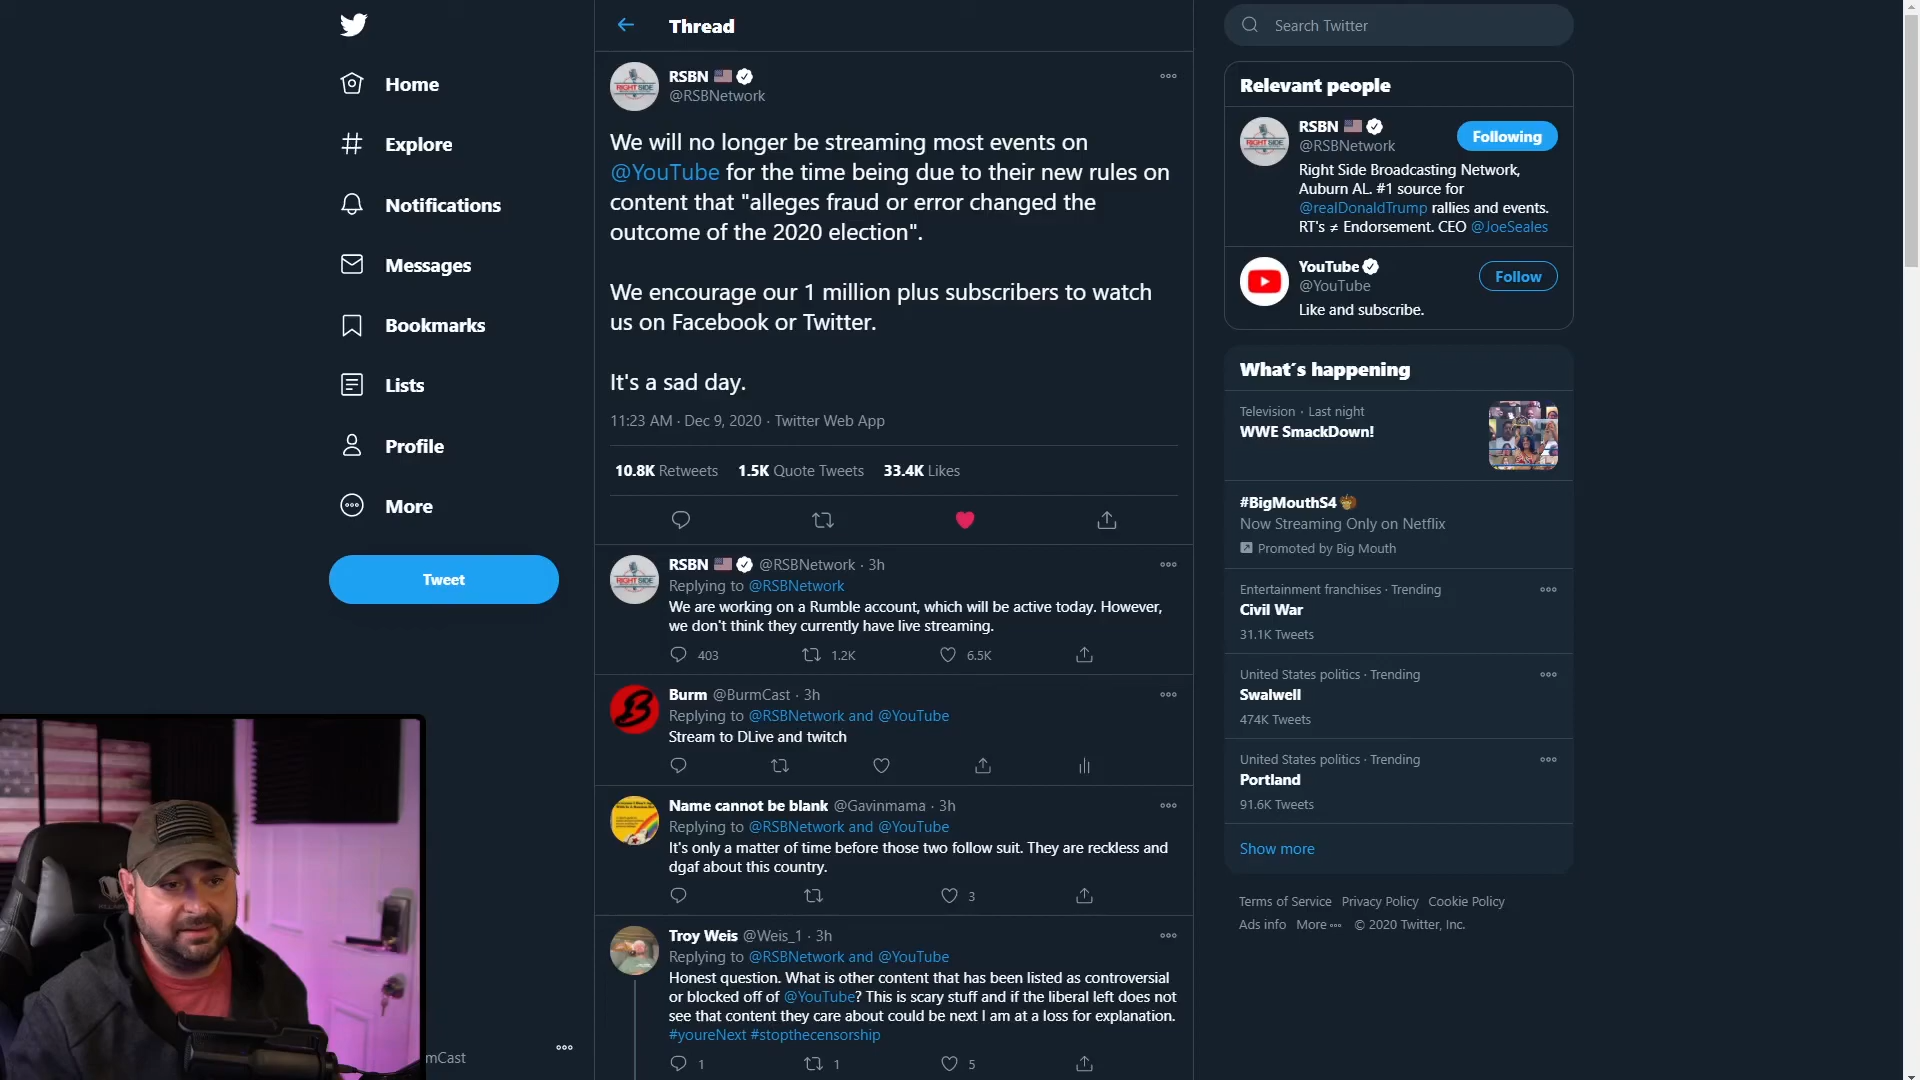 Home
Explore
Notifications
Messages
Bookmarks
Lists
Profile
More
Tweet
mCast
Thread
RSBN
@RSBNetwork
We will no longer be streaming most events on
@YouTube for the time being due to their new rules on
content that "alleges fraud or error changed the
outcome of the 2020 election".
We encourage our 1 million plus subscribers to watch
us on Facebook or Twitter.
It's a sad day.
11:23 AM · Dec 9, 2020 · Twitter Web App
10.8K Retweets 1.5K Quote Tweets 33.4K Likes
RSBN @RSBNetwork · 3h
Replying to @RSBNetwork
We are working on a Rumble account, which will be active today. However,
we don't think they currently have live streaming.
403 1.2K 6.5K
Burm @BurmCast · 3h
Replying to @RSBNetwork and @YouTube
Stream to DLive and twitch
Name cannot be blank @Gavinmama · 3h
Replying to @RSBNetwork and @YouTube
It's only a matter of time before those two follow suit. They are reckless and
dgaf about this country.
3
Troy Weis @Weis_1 · 3h
Replying to @RSBNetwork and @YouTube
Honest question. What is other content that has been listed as controversial
or blocked off of @YouTube? This is scary stuff and if the liberal left does not
see that content they care about could be next I am at a loss for explanation.
#youreNext #stopthecensorship
1 1 5
Search Twitter
Relevant people
RSBN
@RSBNetwork
Following
Right Side Broadcasting Network,
Auburn AL. #1 source for
@realDonaldTrump rallies and events.
RT's ≠ Endorsement. CEO @JoeSeales
YouTube
@YouTube
Follow
Like and subscribe.
What's happening
Television · Last night
WWE SmackDown!
#BigMouthS4
Now Streaming Only on Netflix
Promoted by Big Mouth
Entertainment franchises · Trending
Civil War
31.1K Tweets
United States politics · Trending
Swalwell
474K Tweets
United States politics · Trending
Portland
91.6K Tweets
Show more
Terms of Service Privacy Policy Cookie Policy
Ads info More © 2020 Twitter, Inc.